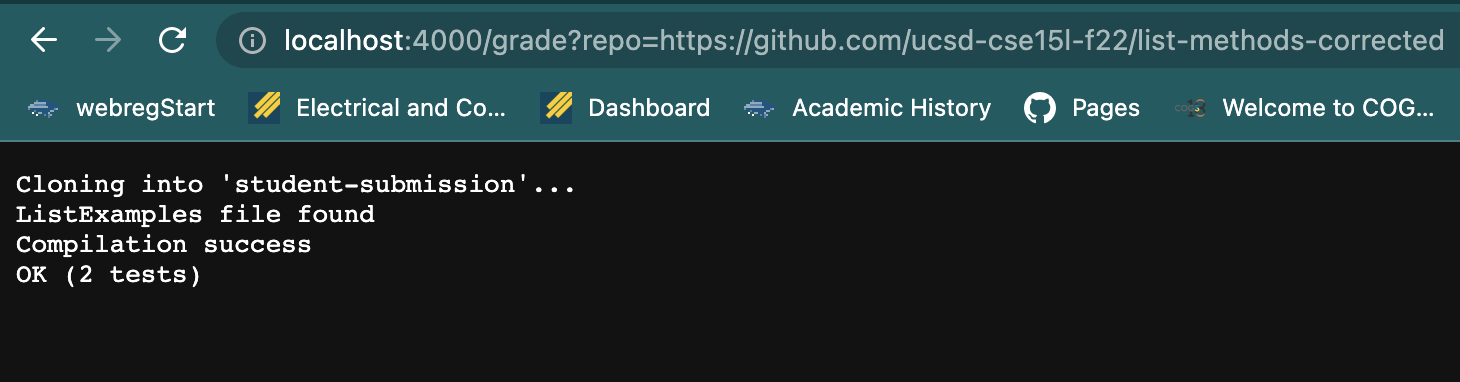 localhost:4000/grade?repo=https://github.com/ucsd-cse15l-f22/list-methods-corrected
webregStart Electrical and Co... Dashboard Academic History Pages Welcome to COG...
Cloning into 'student-submission'...
ListExamples file found
Compilation success
OK (2 tests)